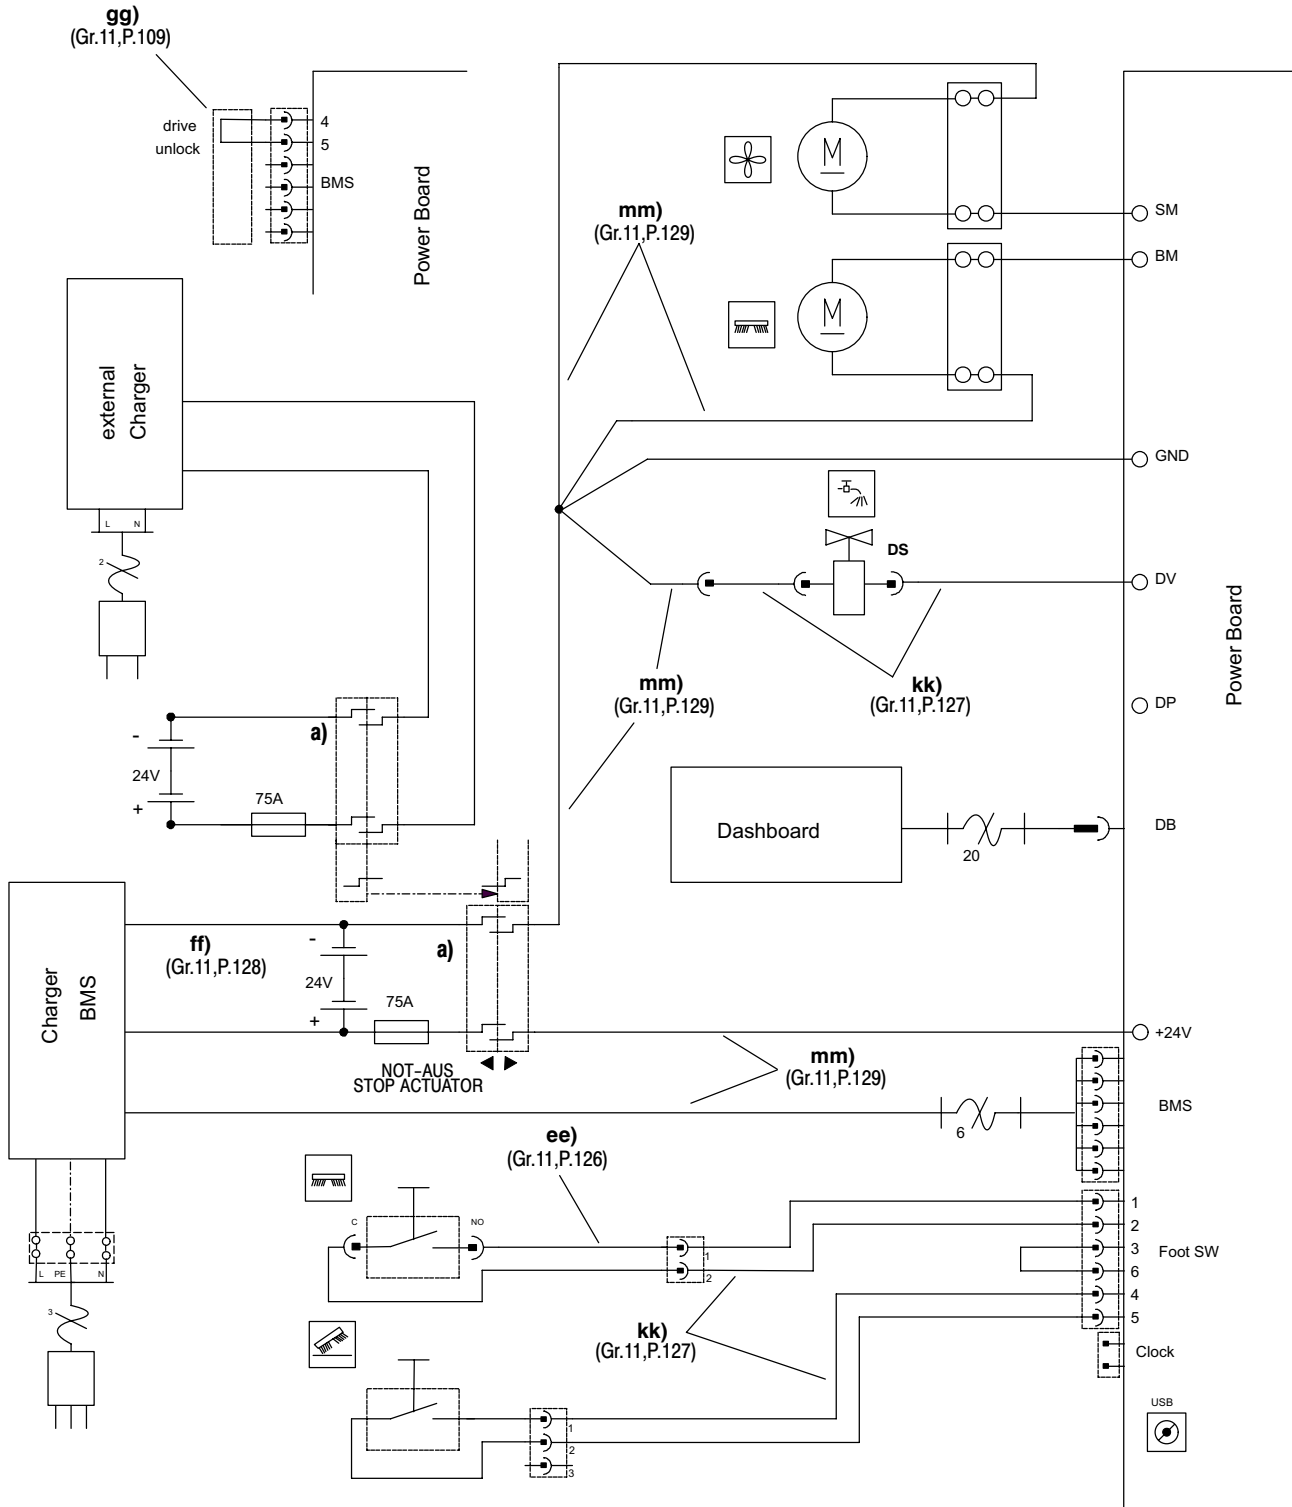 gg)
(Gr.11,P.109)
drive
unlock
4
5
BMS
Power Board
M
SM
mm)
(Gr.11,P.129)
BM
M
external
Charger
L N
2
GND
DS
DV
Power Board
mm)
(Gr.11,P.129)
kk)
(Gr.11,P.127)
DP
a)
-
24V
+
75A
Dashboard
20
DB
Charger
BMS
ff)
(Gr.11,P.128)
-
24V
+
75A
a)
NOT-AUS
STOP ACTUATOR
+24V
mm)
(Gr.11,P.129)
6
BMS
ee)
(Gr.11,P.126)
C NO
1
2
1
2
3
6
4
5
Foot SW
L PE N
3
kk)
(Gr.11,P.127)
Clock
1
2
3
USB